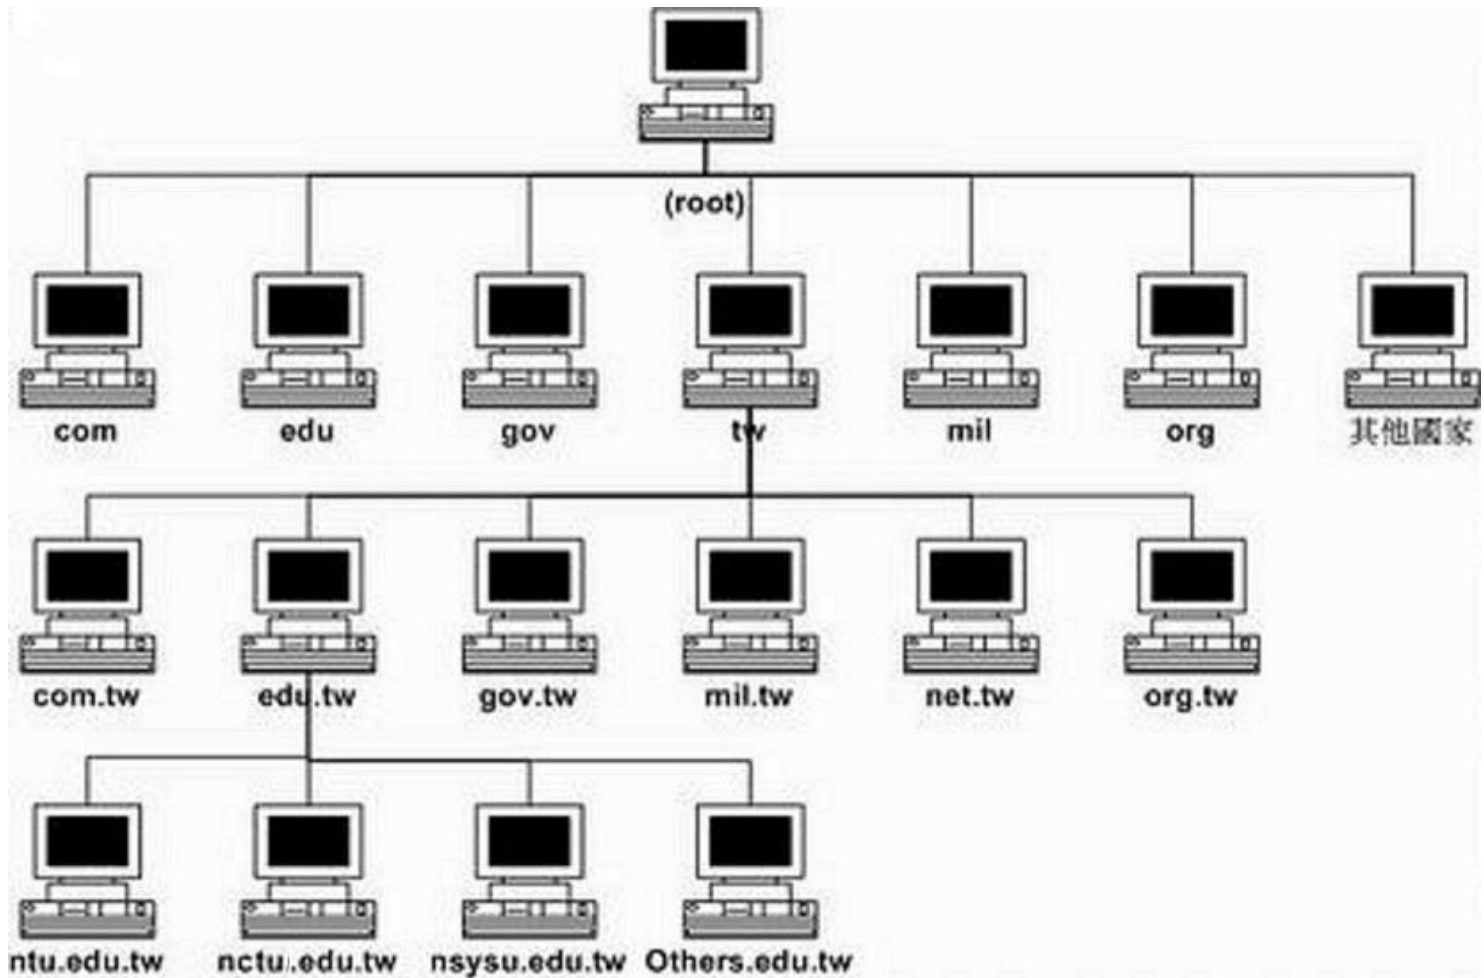 (root)
com edu gov tw mil org 其他國家
com.tw edu.tw gov.tw mil.tw net.tw org.tw
ntu.edu.tw nctu.edu.tw nsysu.edu.tw Others.edu.tw